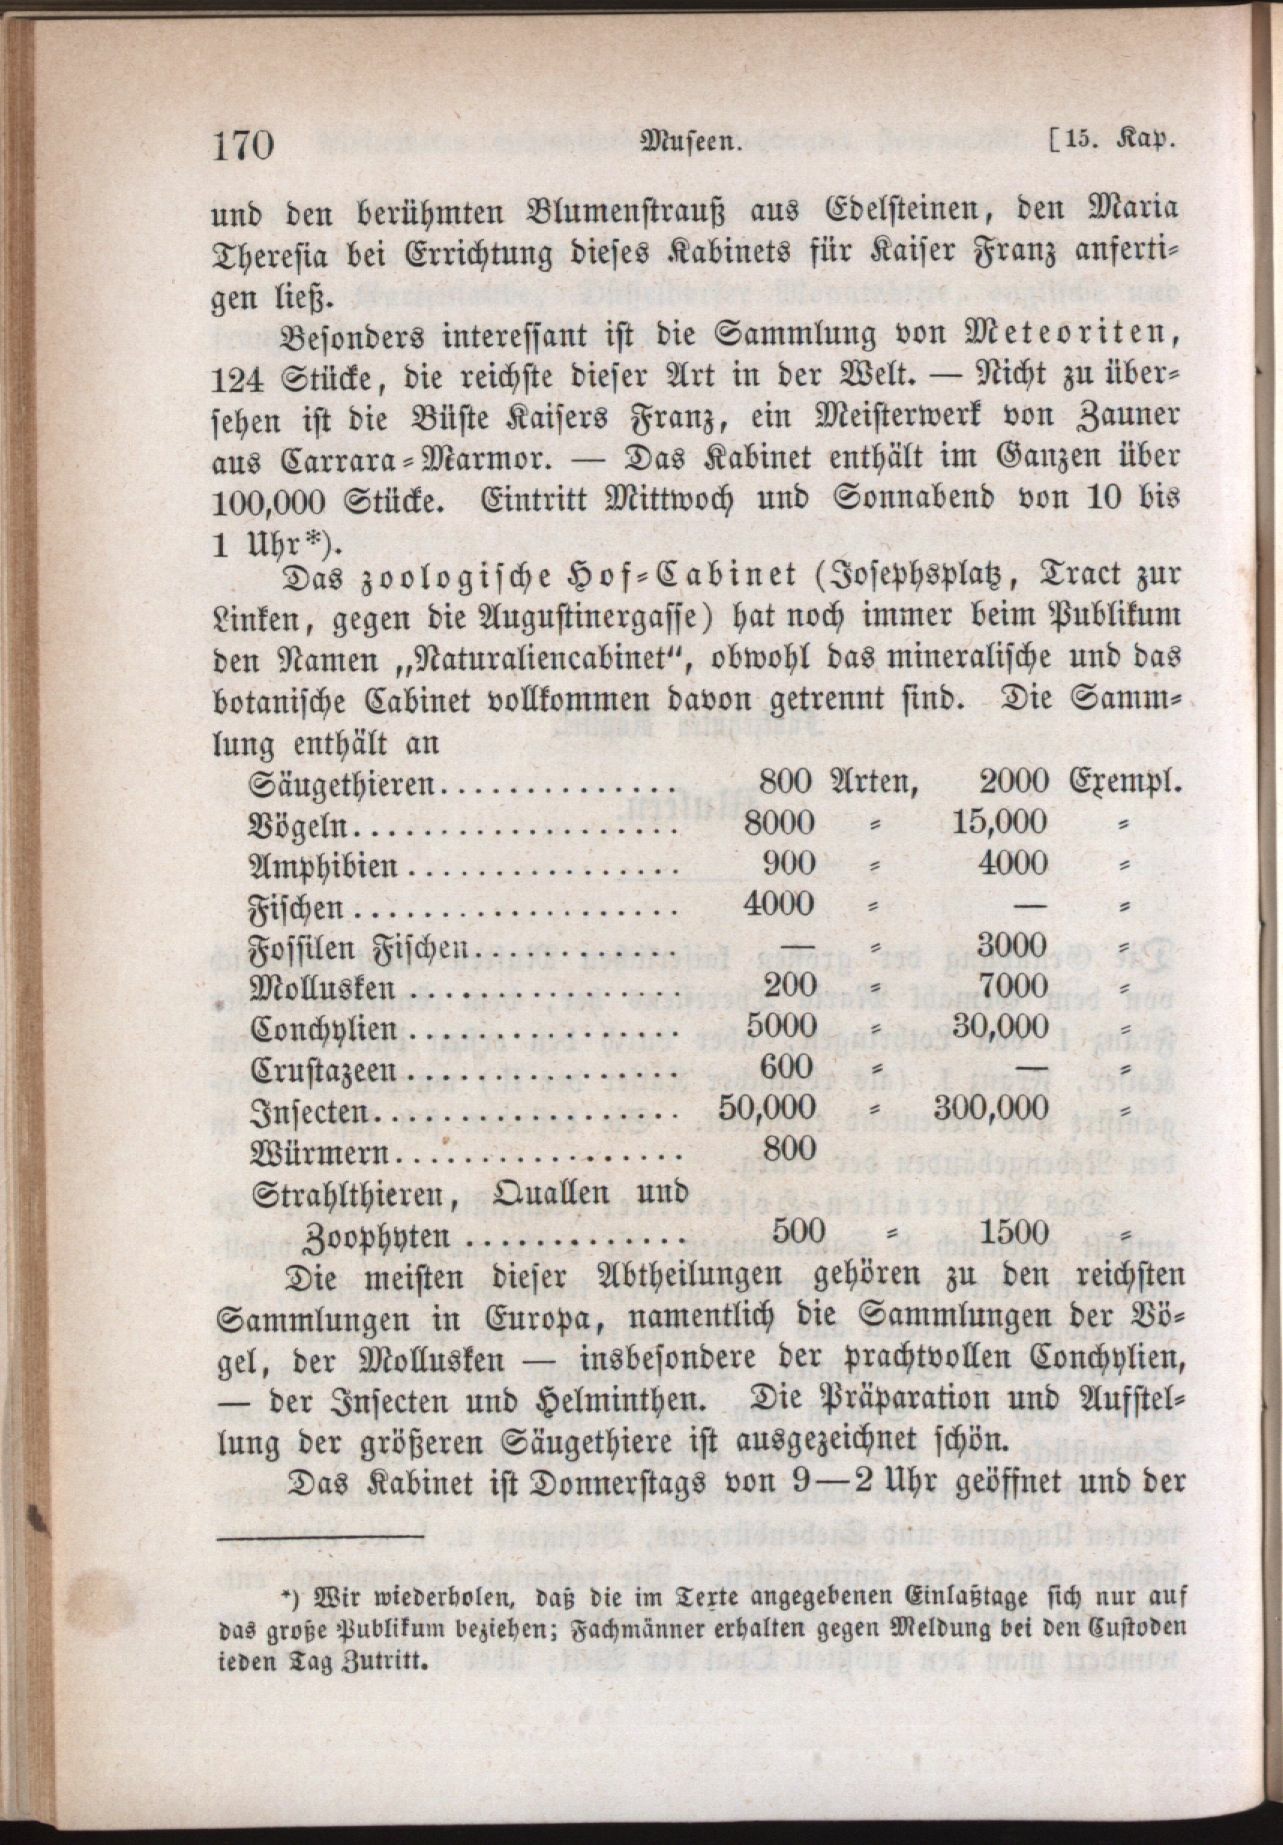 170 Museen. [15. Kap.
und den berühmten Blumenstrauß aus Edelsteinen, den Maria
Theresia bei Errichtung dieses Kabinets für Kaiser Franz anferti-
gen ließ.
Besonders interessant ist die Sammlung von Meteoriten,
124 Stücke, die reichste dieser Art in der Welt. — Nicht zu über-
sehen ist die Büste Kaisers Franz, ein Meisterwerk von Zauner
aus Carrara-Marmor. — Das Kabinet enthält im Ganzen über
100,000 Stücke. Eintritt Mittwoch und Sonnabend von 10 bis
1 Uhr*).
Das zoologische Hof-Cabinet (Josephsplatz, Tract zur
Linken, gegen die Augustinergasse) hat noch immer beim Publikum
den Namen „Naturaliencabinet“, obwohl das mineralische und das
botanische Cabinet vollkommen davon getrennt sind. Die Samm-
lung enthält an
Säugethieren.............. 800 Arten, 2000 Exempl.
Vögeln................... 8000 „ 15,000 „
Amphibien................ 900 „ 4000 „
Fischen................... 4000 „ — „
Fossilen Fischen............ — „ 3000 „
Mollusken................ 200 „ 7000 „
Conchylien................ 5000 „ 30,000 „
Crustazeen................ 600 „ — „
Insecten.................. 50,000 „ 300,000 „
Würmern................. 800
Strahlthieren, Quallen und
Zoophyten............. 500 „ 1500 „
Die meisten dieser Abtheilungen gehören zu den reichsten
Sammlungen in Europa, namentlich die Sammlungen der Vö-
gel, der Mollusken — insbesondere der prachtvollen Conchylien,
— der Insecten und Helminthen. Die Präparation und Aufstel-
lung der größeren Säugethiere ist ausgezeichnet schön.
Das Kabinet ist Donnerstags von 9—2 Uhr geöffnet und der
*) Wir wiederholen, daß die im Texte angegebenen Einlaßtage sich nur auf
das große Publikum beziehen; Fachmänner erhalten gegen Meldung bei den Custoden
jeden Tag Zutritt.